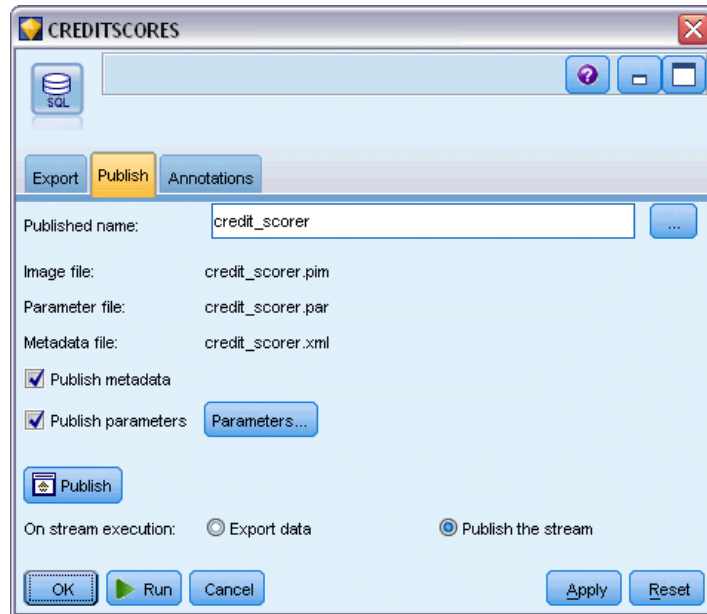 CREDITSCORES
SQL
Export Publish Annotations
Published name: credit_scorer ...
Image file: credit_scorer.pim
Parameter file: credit_scorer.par
Metadata file: credit_scorer.xml
Publish metadata
Publish parameters Parameters...
Publish
On stream execution: Export data Publish the stream
OK Run Cancel Apply Reset